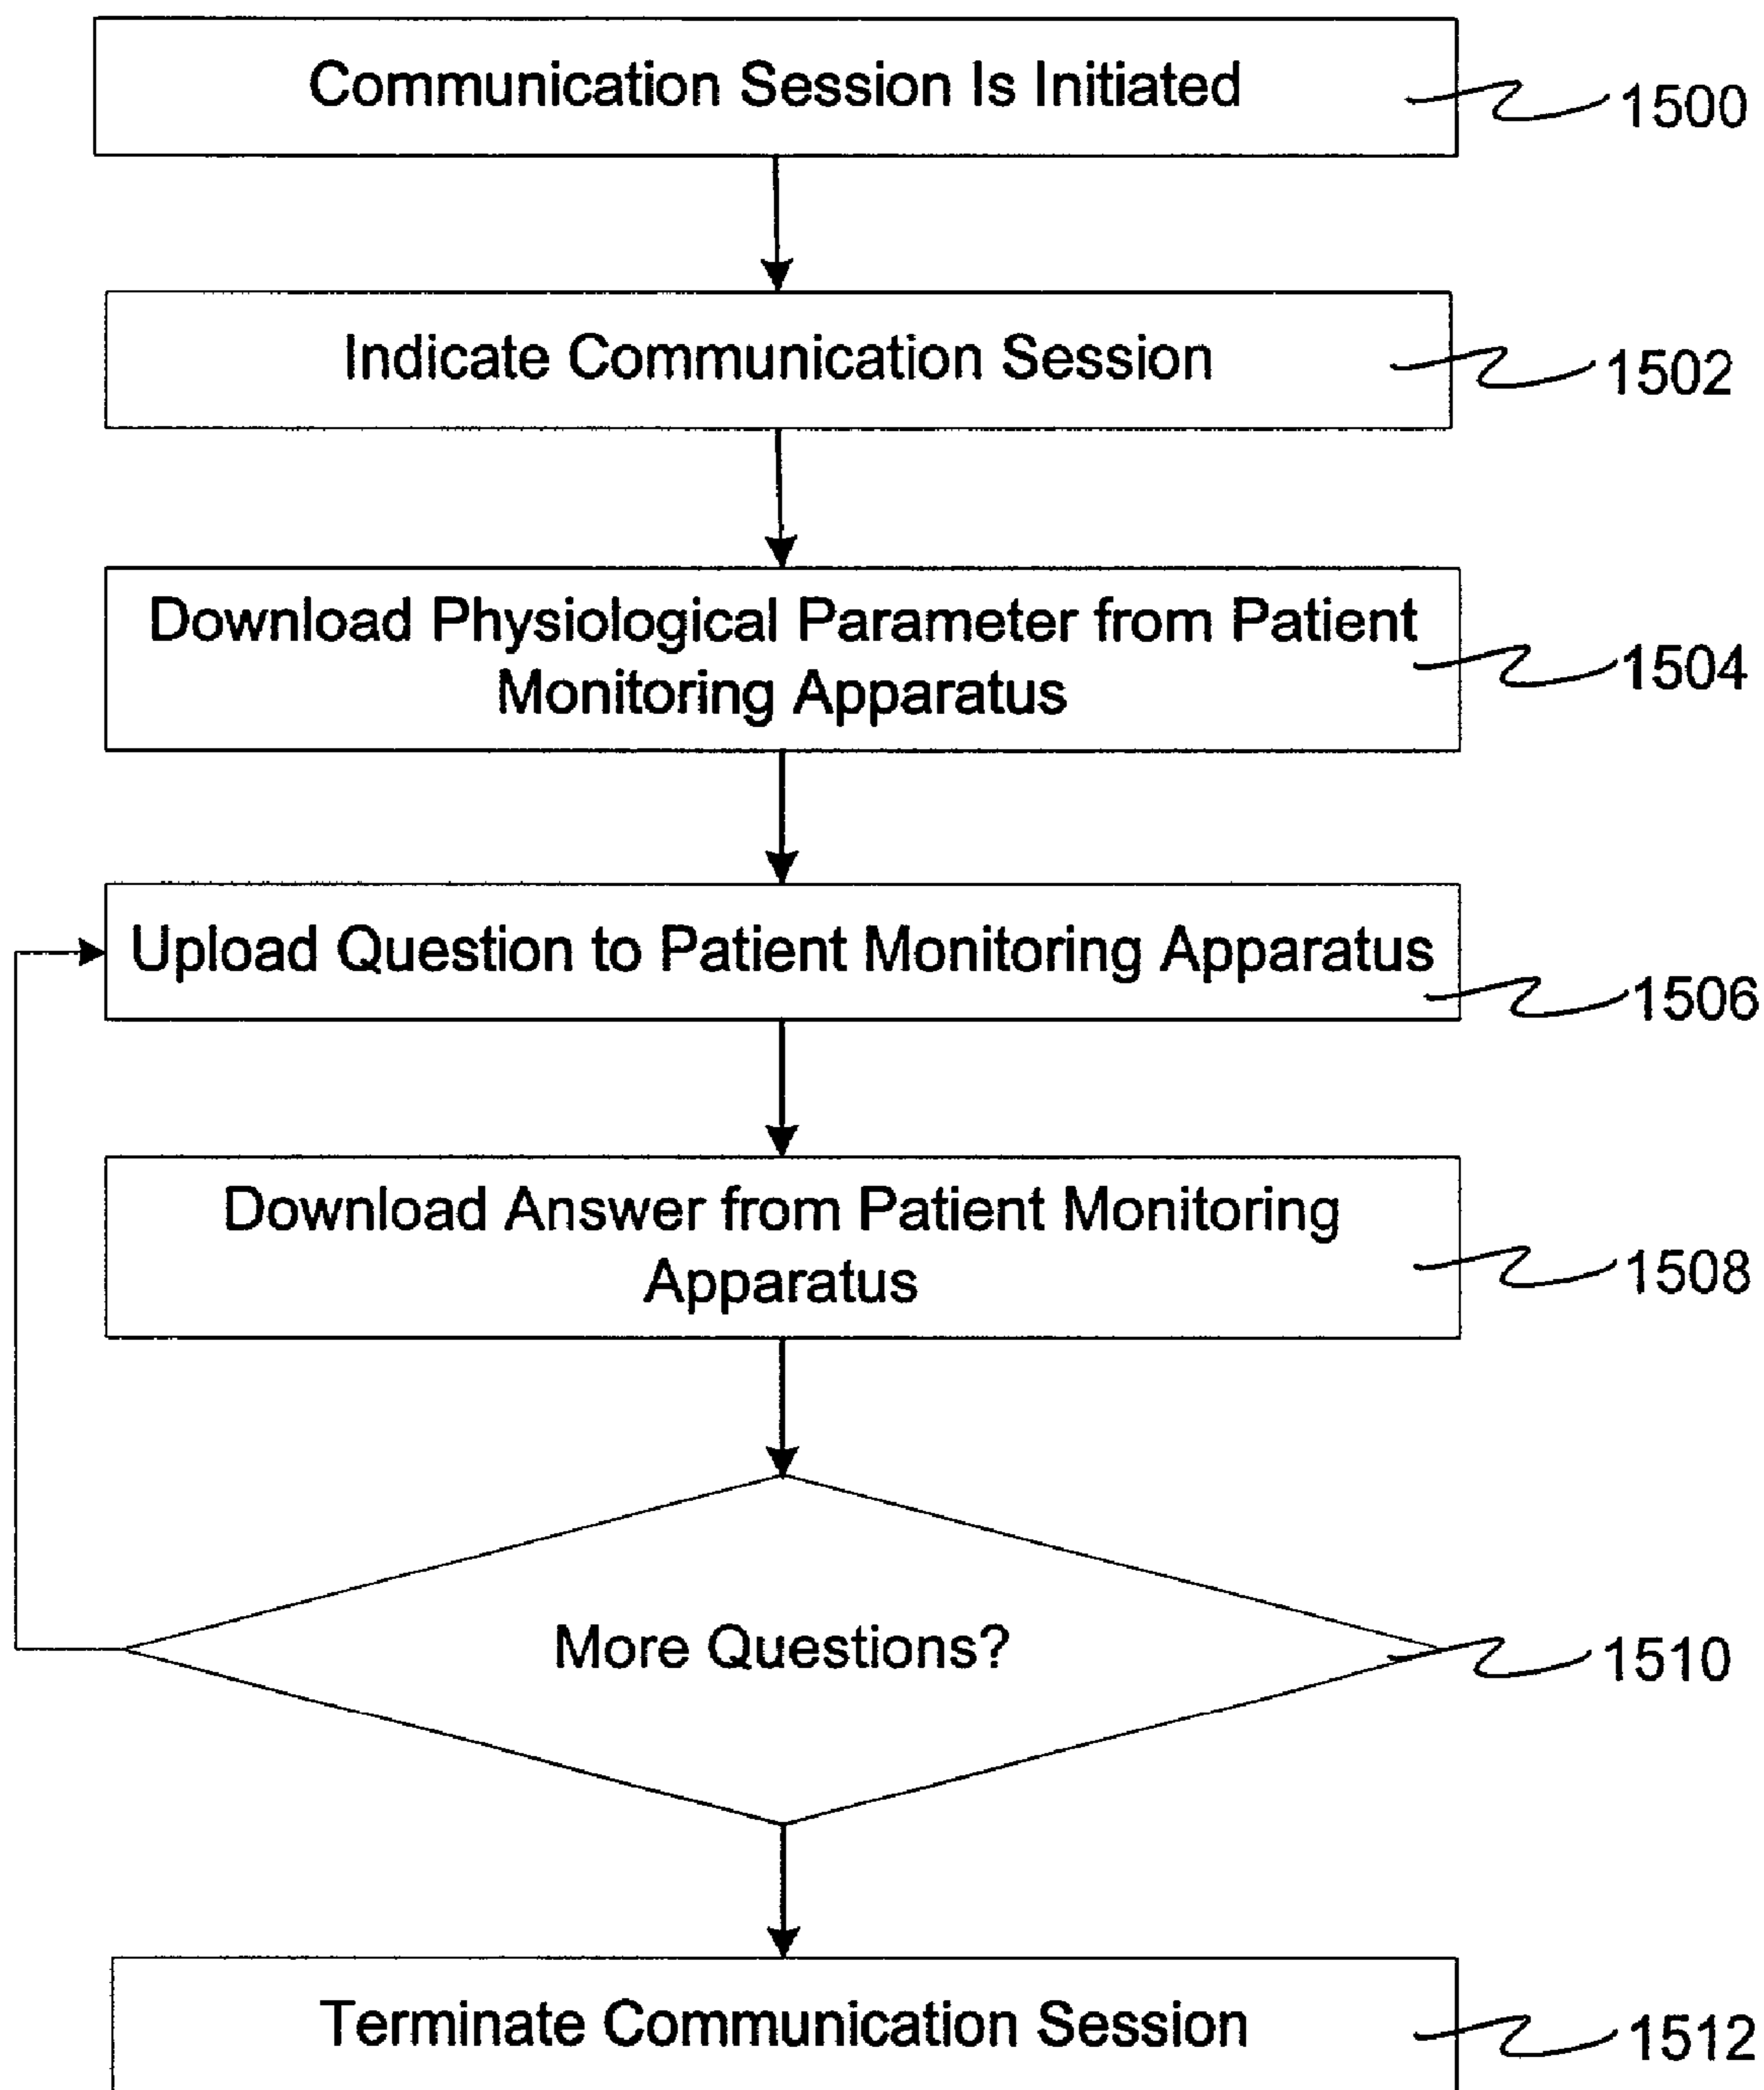 Communication Session Is Initiated
1500
Indicate Communication Session
1502
Download Physiological Parameter from Patient
Monitoring Apparatus
1504
Upload Question to Patient Monitoring Apparatus
1506
Download Answer from Patient Monitoring
Apparatus
1508
More Questions?
1510
Terminate Communication Session
1512